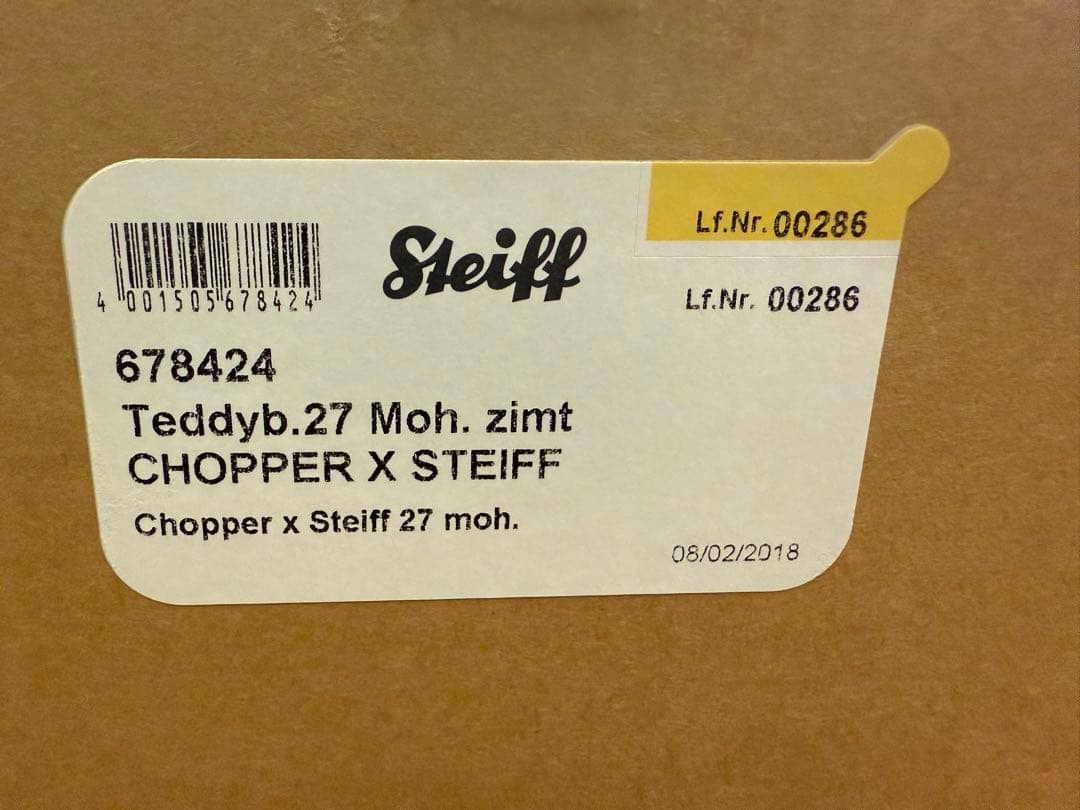 4 001505 678424
Steiff
Lf.Nr. 00286
Lf.Nr. 00286
678424
Teddyb.27 Moh. zimt
CHOPPER X STEIFF
Chopper x Steiff 27 moh.
08/02/2018